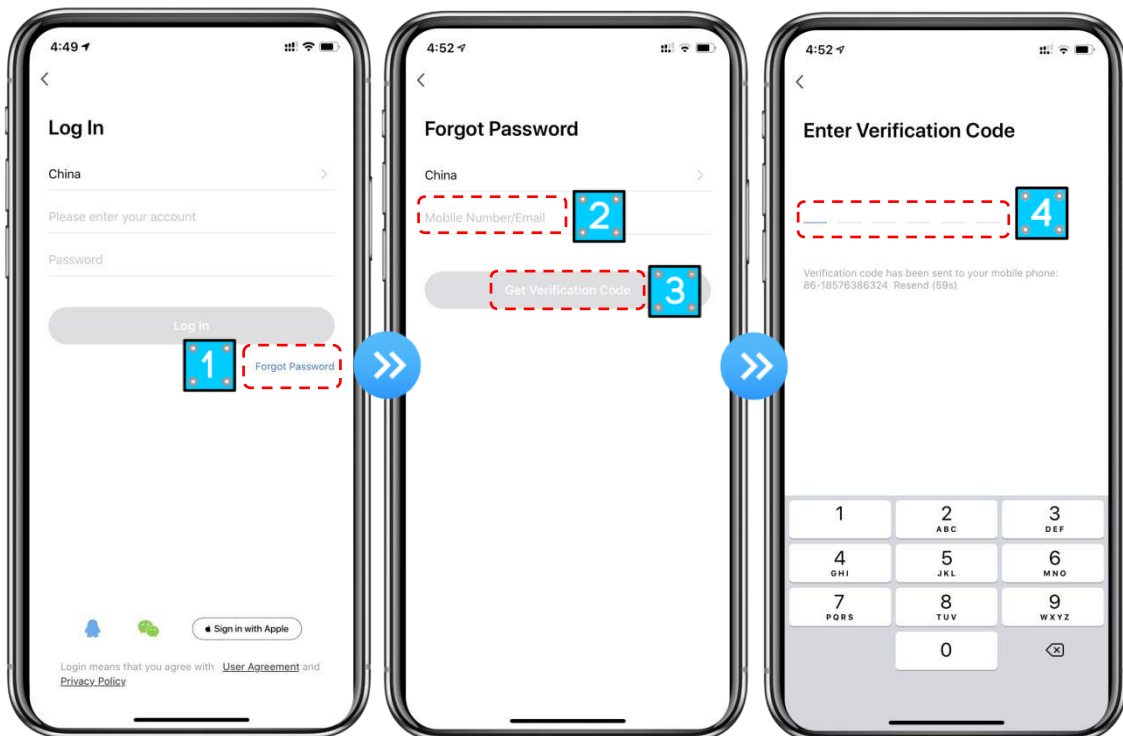 4:49
Log In
China
Please enter your account
Password
Log In
1
Forgot Password
Sign in with Apple
Login means that you agree with User Agreement and
Privacy Policy
4:52
Forgot Password
China
Mobile Number/Email
2
Get Verification Code
3
4:52
Enter Verification Code
4
Verification code has been sent to your mobile phone:
86-18576386324 Resend (59s)
1
2
ABC
3
DEF
4
GHI
5
JKL
6
MNO
7
PQRS
8
TUV
9
WXYZ
0